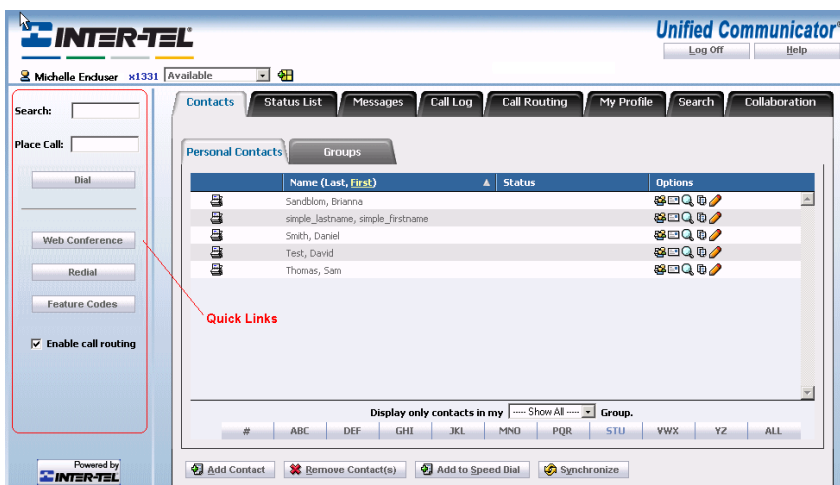 INTER-TEL®
Unified Communicator®
Log Off Help
Michelle Enduser x1331 Available
Search:
Place Call:
Dial
Web Conference
Redial
Feature Codes
Enable call routing
Quick Links
Powered by
INTER-TEL
Contacts Status List Messages Call Log Call Routing My Profile Search Collaboration
Personal Contacts Groups
Name (Last, First) Status Options
Sandblom, Brianna
simple_lastname, simple_firstname
Smith, Daniel
Test, David
Thomas, Sam
Display only contacts in my ----- Show All ----- Group.
# ABC DEF GHI JKL MNO PQR STU VWX YZ ALL
Add Contact Remove Contact(s) Add to Speed Dial Synchronize